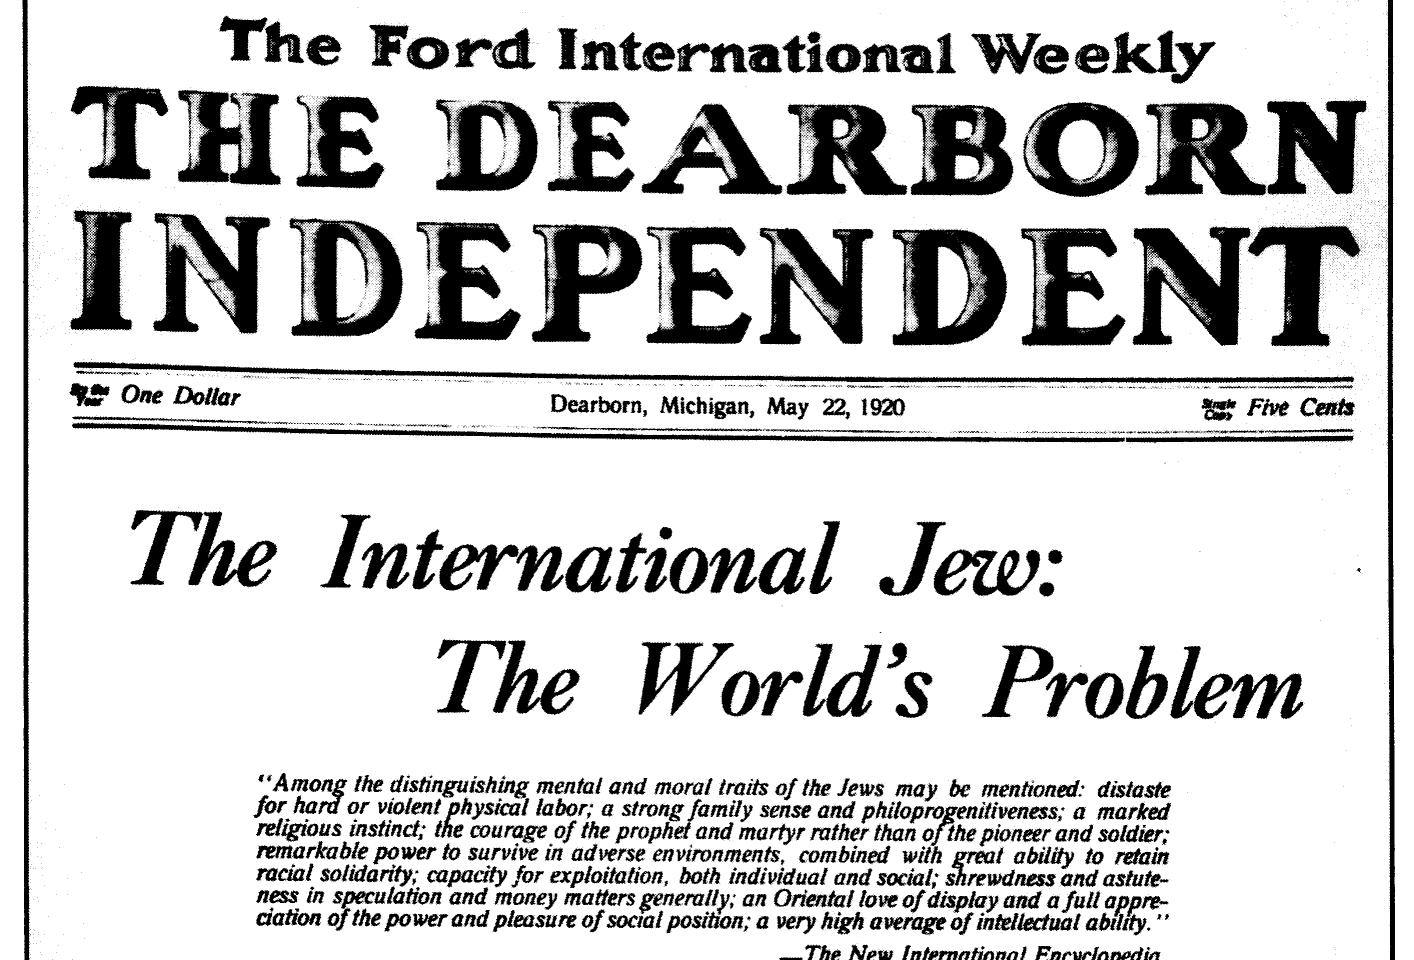 The Ford International Weekly
THE DEARBORN
INDEPENDENT
By the Year One Dollar Dearborn, Michigan, May 22, 1920 Single Copy Five Cents
The International Jew:
The World's Problem
"Among the distinguishing mental and moral traits of the Jews may be mentioned: distaste
for hard or violent physical labor; a strong family sense and philoprogenitiveness; a marked
religious instinct; the courage of the prophet and martyr rather than of the pioneer and soldier;
remarkable power to survive in adverse environments, combined with great ability to retain
racial solidarity; capacity for exploitation, both individual and social; shrewdness and astute-
ness in speculation and money matters generally; an Oriental love of display and a full appre-
ciation of the power and pleasure of social position; a very high average of intellectual ability."
—The New International Encyclopedia